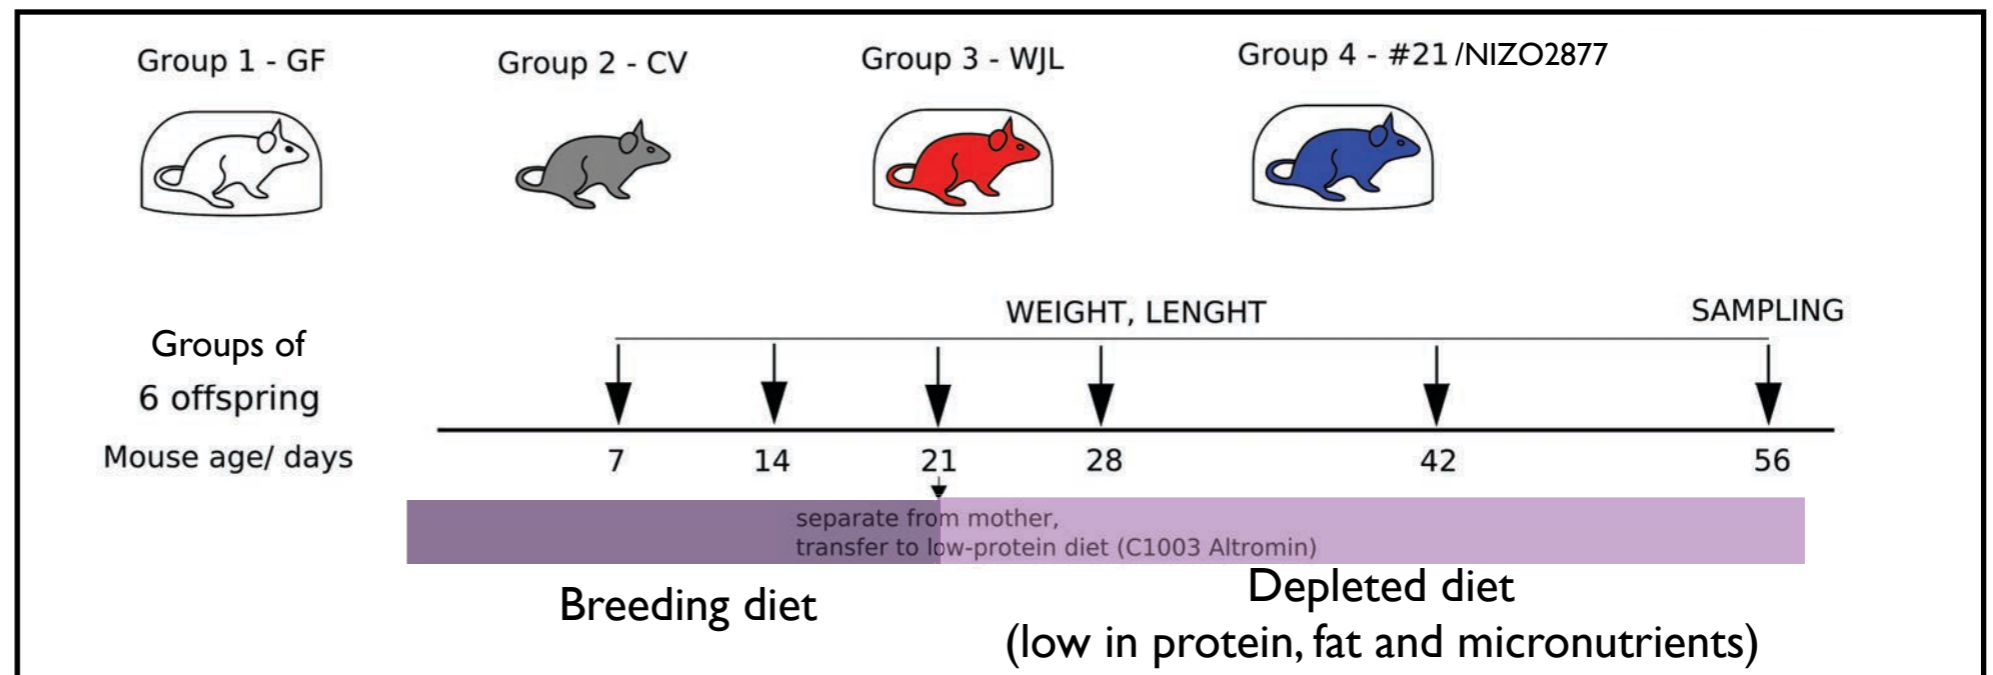 Group 1 - GF
Group 2 - CV
Group 3 - WJL
Group 4 - #21 /NIZO2877
WEIGHT, LENGHT
SAMPLING
Groups of
6 offspring
Mouse age/ days
7
14
21
28
42
56
separate from mother,
transfer to low-protein diet (C1003 Altromin)
Breeding diet
Depleted diet
(low in protein, fat and micronutrients)